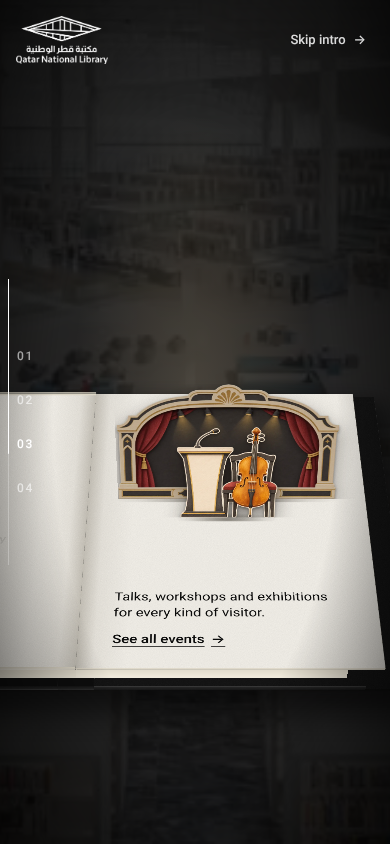 مكتبة قطر الوطنية
Qatar National Library
Skip intro →
01
02
03
04
Talks, workshops and exhibitions
for every kind of visitor.
See all events →